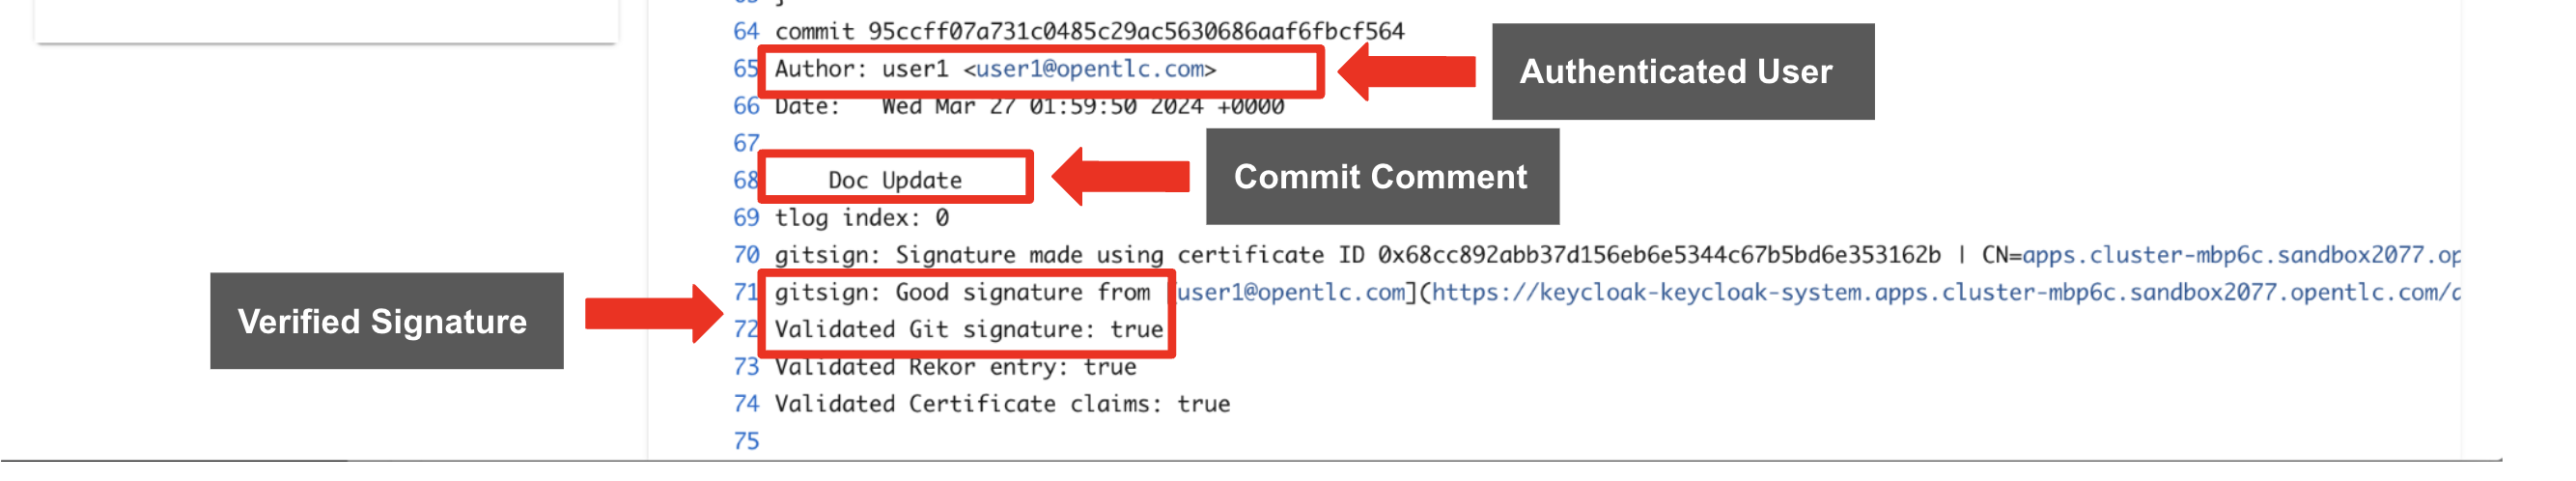 64 commit 95ccff07a731c0485c29ac5630686aaf6fbcf564
65 Author: user1 <user1@opentlc.com>
Authenticated User
66 Date:   Wed Mar 27 01:59:50 2024 +0000
67
Commit Comment
68     Doc Update
69 tlog index: 0
70 gitsign: Signature made using certificate ID 0x68cc892abb37d156eb6e5344c67b5bd6e353162b | CN=apps.cluster-mbp6c.sandbox2077.op
71 gitsign: Good signature from [user1@opentlc.com](https://keycloak-keycloak-system.apps.cluster-mbp6c.sandbox2077.opentlc.com/
Verified Signature
72 Validated Git signature: true
73 Validated Rekor entry: true
74 Validated Certificate claims: true
75